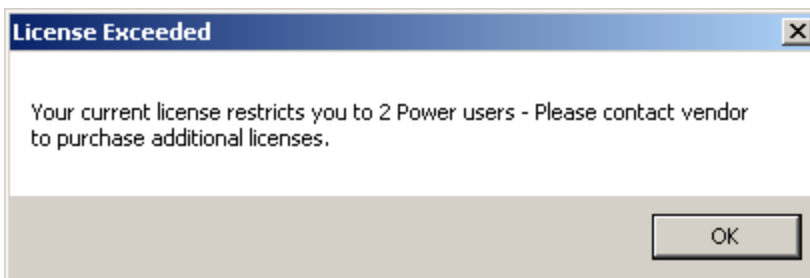 License Exceeded
Your current license restricts you to 2 Power users - Please contact vendor
to purchase additional licenses.
OK